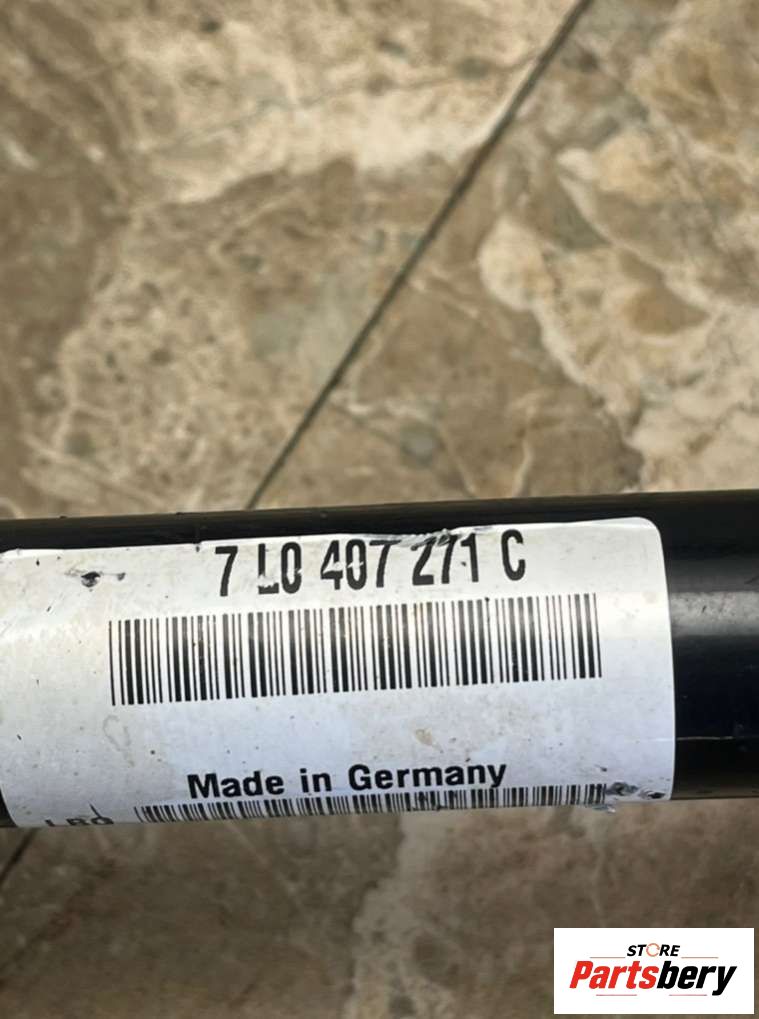 7 L0 407 271 C
Made in Germany
STORE
Partsbery